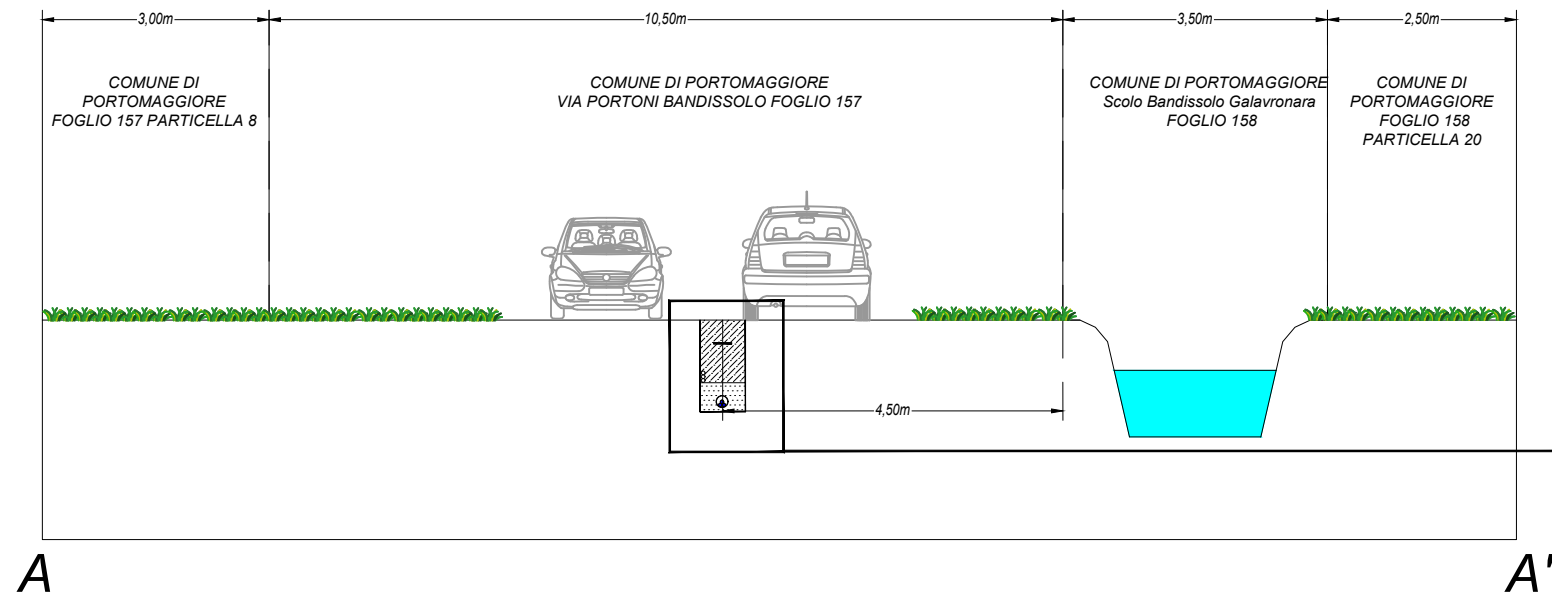 3,00m
10,50m
3,50m
2,50m
COMUNE DI
PORTOMAGGIORE
FOGLIO 157 PARTICELLA 8
COMUNE DI PORTOMAGGIORE
VIA PORTONI BANDISSOLO FOGLIO 157
COMUNE DI PORTOMAGGIORE
Scolo Bandissolo Galavronara
FOGLIO 158
COMUNE DI
PORTOMAGGIORE
FOGLIO 158
PARTICELLA 20
4,50m
A
A'